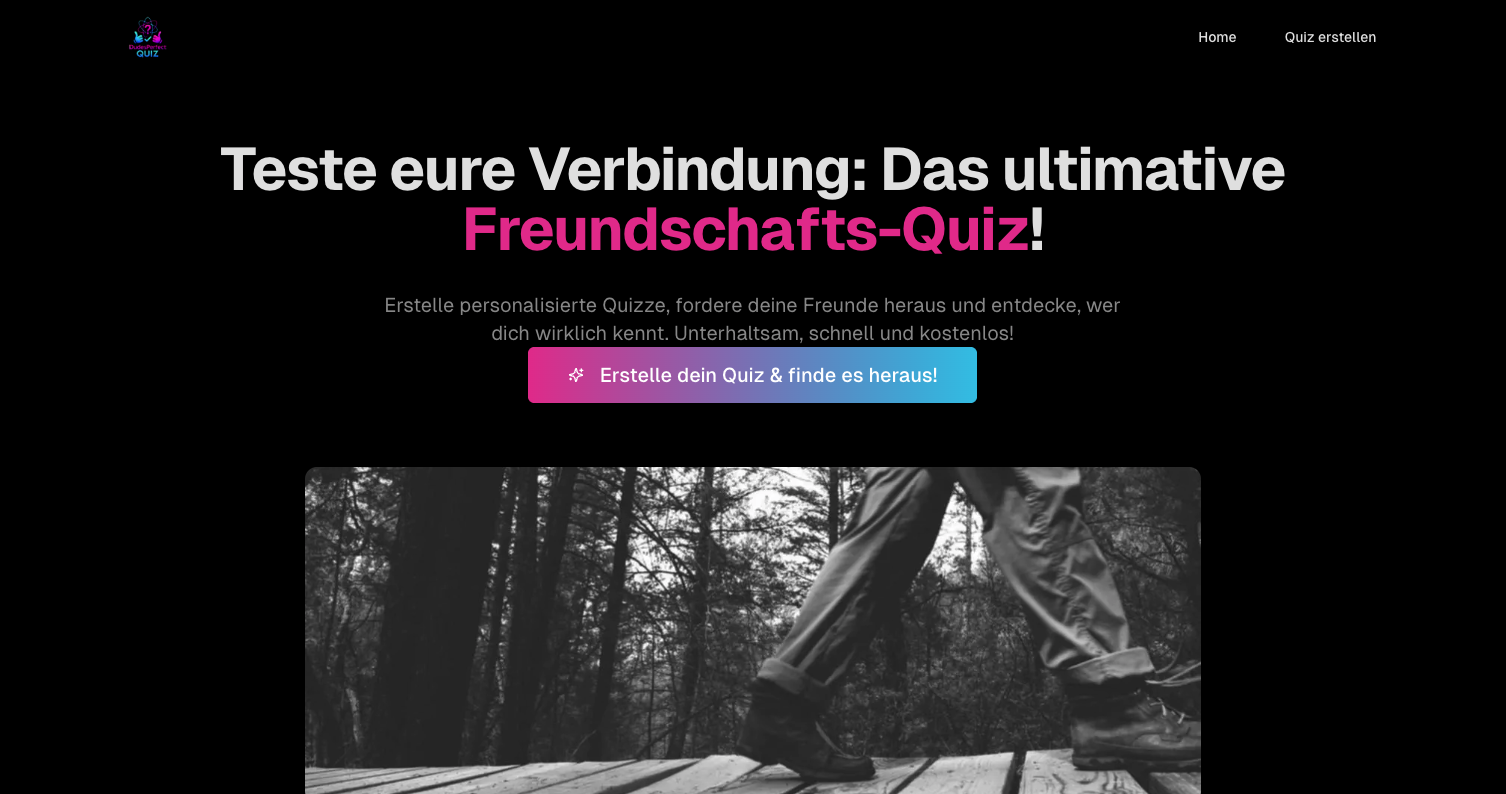 QUIZ
Home
Quiz erstellen
Teste eure Verbindung: Das ultimative
Freundschafts-Quiz!
Erstelle personalisierte Quizze, fordere deine Freunde heraus und entdecke, wer
dich wirklich kennt. Unterhaltsam, schnell und kostenlos!
Erstelle dein Quiz & finde es heraus!